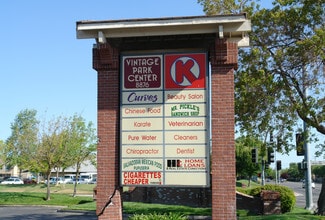 VINTAGE
PARK CENTER
8876
K
Curves
Beauty Salon
Chinese Food
MR. PICKLE'S
SANDWICH SHOP
Karate
Veterinarian
Pure Water
Cleaners
Chiropractor
Dentist
HOME
LOANS
CIGARETTES
CHEAPER